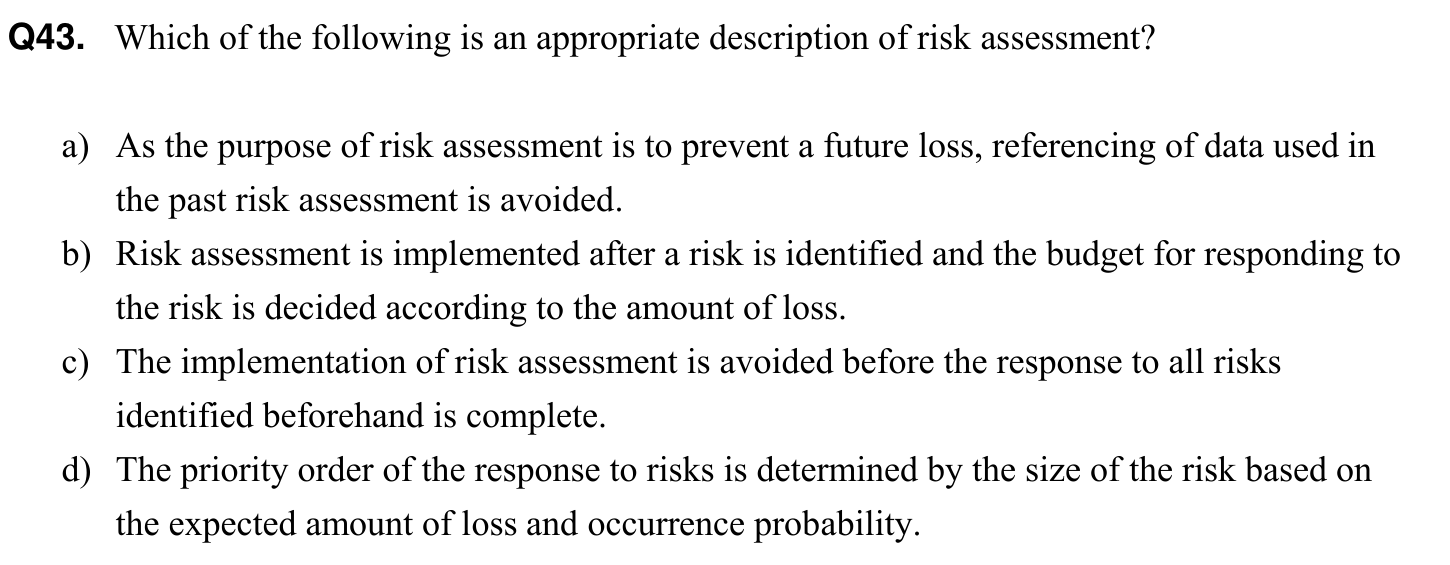 Q43. Which of the following is an appropriate description of risk assessment?
a) As the purpose of risk assessment is to prevent a future loss, referencing of data used in
the past risk assessment is avoided.
b) Risk assessment is implemented after a risk is identified and the budget for responding to
the risk is decided according to the amount of loss.
c) The implementation of risk assessment is avoided before the response to all risks
identified beforehand is complete.
d) The priority order of the response to risks is determined by the size of the risk based on
the expected amount of loss and occurrence probability.